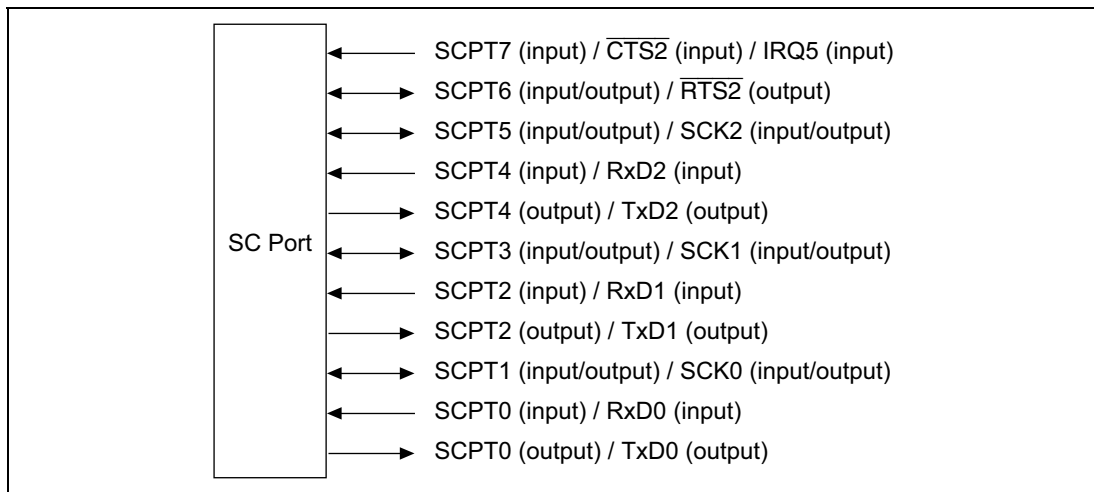 SCPT7 (input) / CTS2 (input) / IRQ5 (input)
SCPT6 (input/output) / RTS2 (output)
SCPT5 (input/output) / SCK2 (input/output)
SCPT4 (input) / RxD2 (input)
SCPT4 (output) / TxD2 (output)
SC Port
SCPT3 (input/output) / SCK1 (input/output)
SCPT2 (input) / RxD1 (input)
SCPT2 (output) / TxD1 (output)
SCPT1 (input/output) / SCK0 (input/output)
SCPT0 (input) / RxD0 (input)
SCPT0 (output) / TxD0 (output)